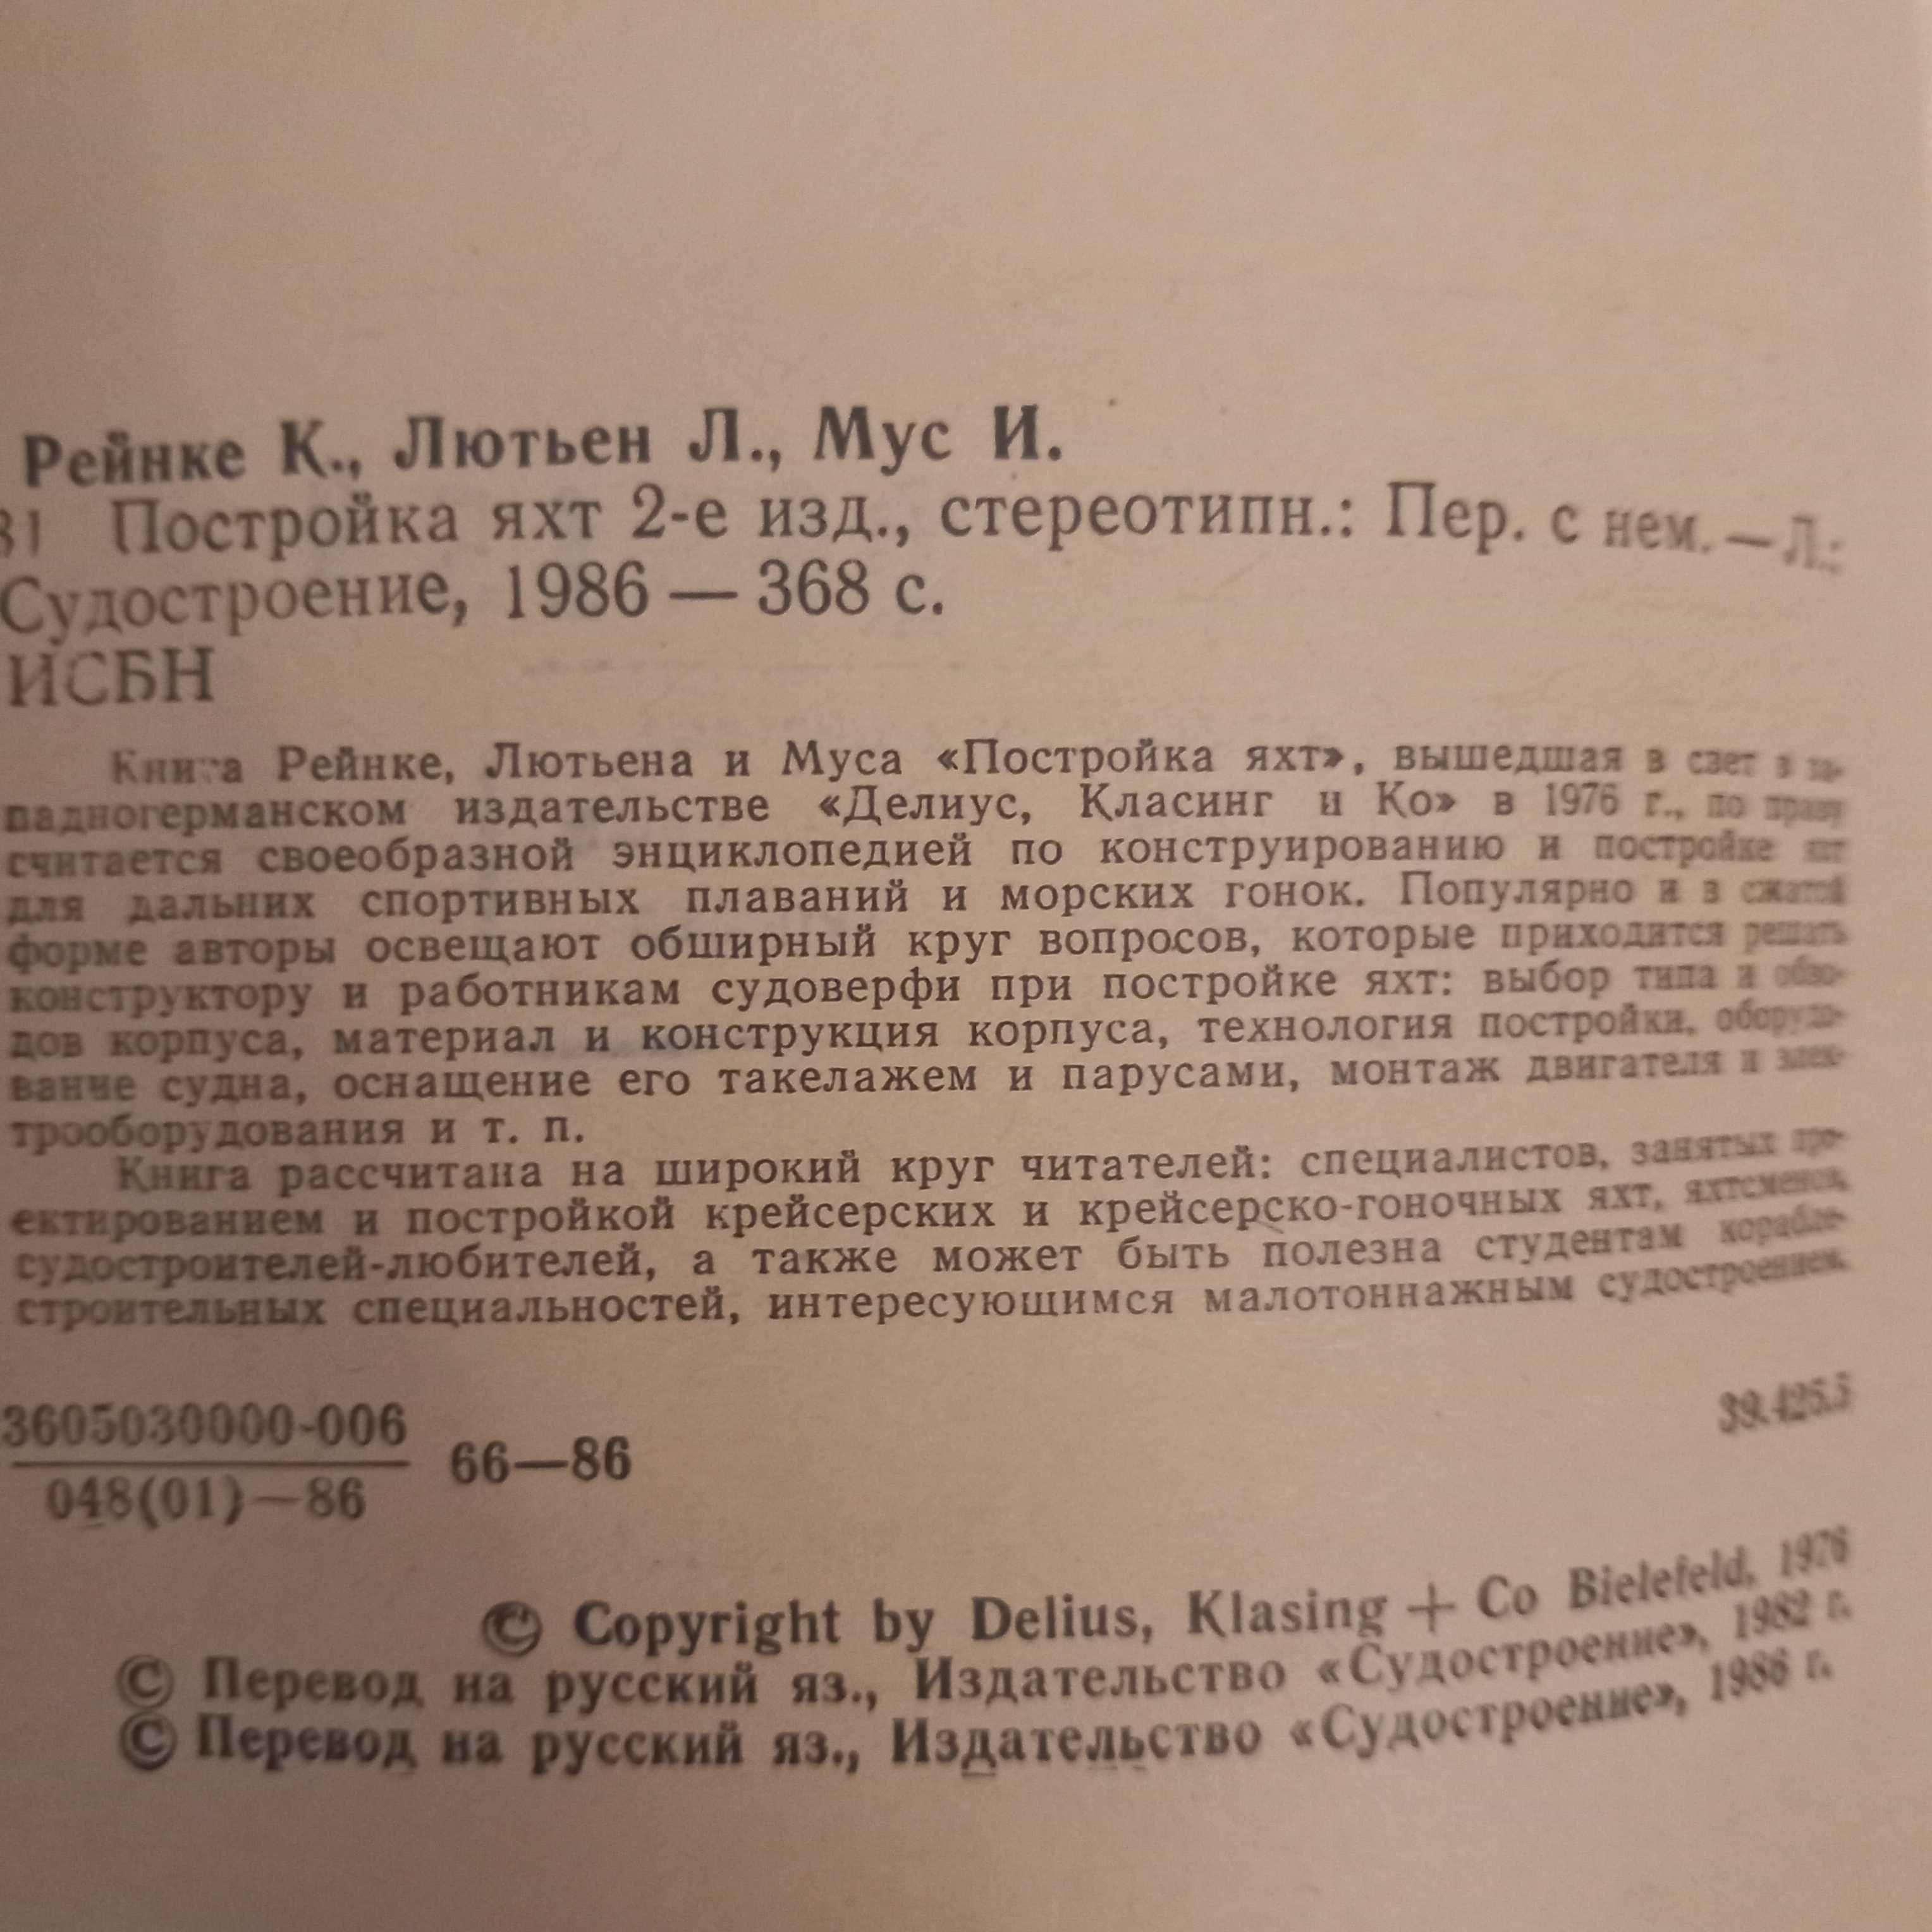 Рейнке К., Лютьен Л., Мус И.
31 Постройка яхт 2-е изд., стереотипн.: Пер. с нем. — Л.:
Судостроение, 1986 — 368 с.
ИСБН
Книга Рейнке, Лютьена и Муса «Постройка яхт», вышедшая в свет в за-
падногерманском издательстве «Делиус, Класинг и Ко» в 1976 г., по праву
считается своеобразной энциклопедией по конструированию и постройке яхт
для дальних спортивных плаваний и морских гонок. Популярно и в сжатой
форме авторы освещают обширный круг вопросов, которые приходится решать
конструктору и работникам судоверфи при постройке яхт: выбор типа и обво-
дов корпуса, материал и конструкция корпуса, технология постройки, оборудо-
вание судна, оснащение его такелажем и парусами, монтаж двигателя и элек-
трооборудования и т. п.
Книга рассчитана на широкий круг читателей: специалистов, занятых про-
ектированием и постройкой крейсерских и крейсерско-гоночных яхт, яхтсменов,
судостроителей-любителей, а также может быть полезна студентам корабле-
строительных специальностей, интересующимся малотоннажным судостроением.
3605030000-006
048(01)—86
66—86
39.425.5
© Copyright by Delius, Klasing + Co Bielefeld, 1976
© Перевод на русский яз., Издательство «Судостроение», 1982 г.
© Перевод на русский яз., Издательство «Судостроение», 1986 г.